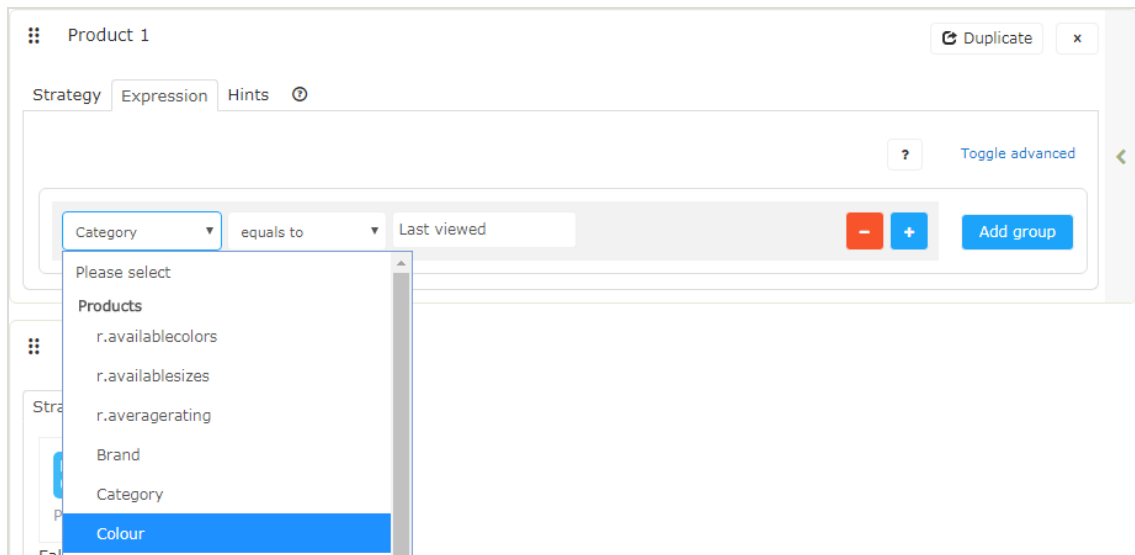 Product 1
Duplicate x
Strategy Expression Hints ?
? Toggle advanced
Category equals to Last viewed - + Add group
Please select
Products
r.availablecolors
r.availablesizes
r.averagerating
Brand
Category
Colour